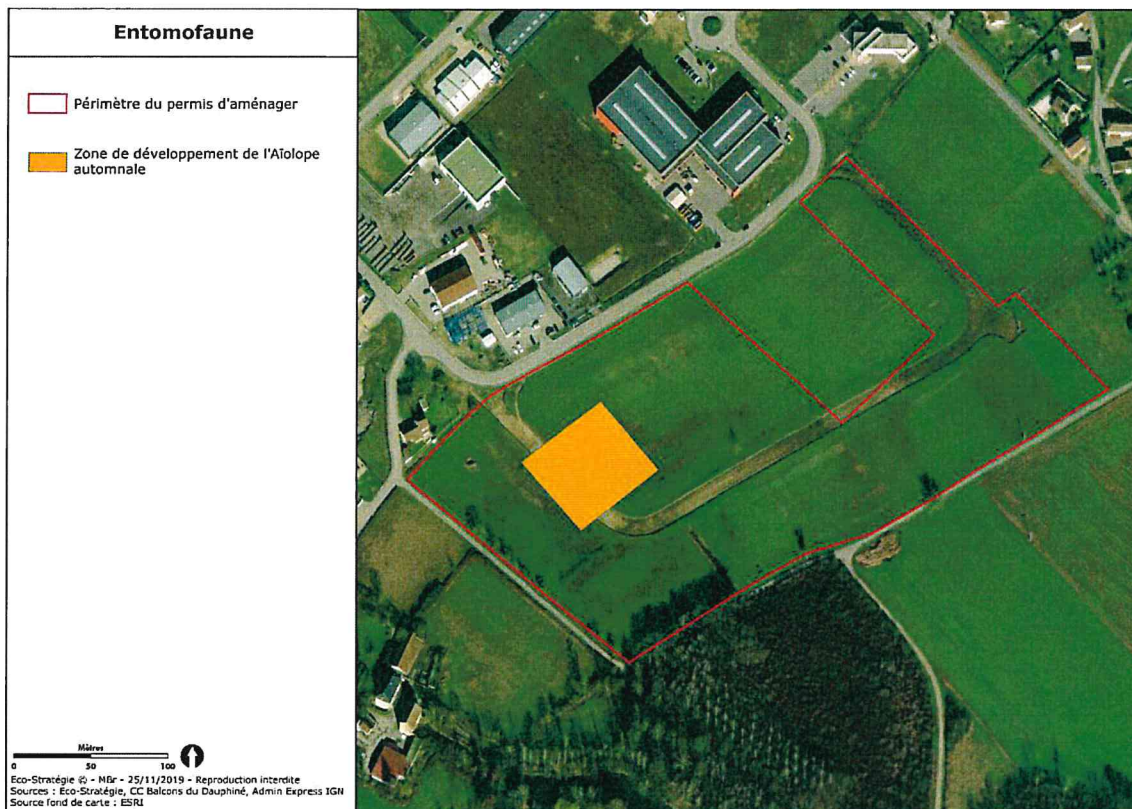 Entomofaune
Périmètre du permis d'aménager
Zone de développement de l'Aïolope
automnale
Mètres
0 50 100
Eco-Stratégie © - MBr - 25/11/2019 - Reproduction interdite
Sources : Eco-Stratégie, CC Balcons du Dauphiné, Admin Express IGN
Source fond de carte : ESRI